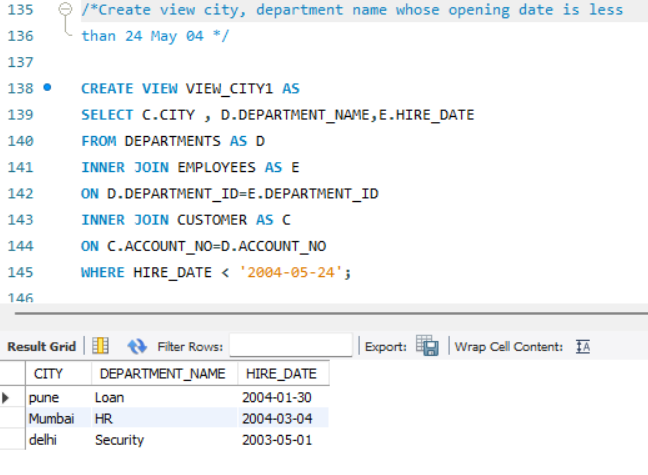 135 /*Create view city, department name whose opening date is less
136 than 24 May 04 */
137
138 CREATE VIEW VIEW_CITY1 AS
139 SELECT C.CITY , D.DEPARTMENT_NAME,E.HIRE_DATE
140 FROM DEPARTMENTS AS D
141 INNER JOIN EMPLOYEES AS E
142 ON D.DEPARTMENT_ID=E.DEPARTMENT_ID
143 INNER JOIN CUSTOMER AS C
144 ON C.ACCOUNT_NO=D.ACCOUNT_NO
145 WHERE HIRE_DATE < '2004-05-24';
146
Result Grid Filter Rows: Export: Wrap Cell Content:
CITY DEPARTMENT_NAME HIRE_DATE
pune Loan 2004-01-30
Mumbai HR 2004-03-04
delhi Security 2003-05-01